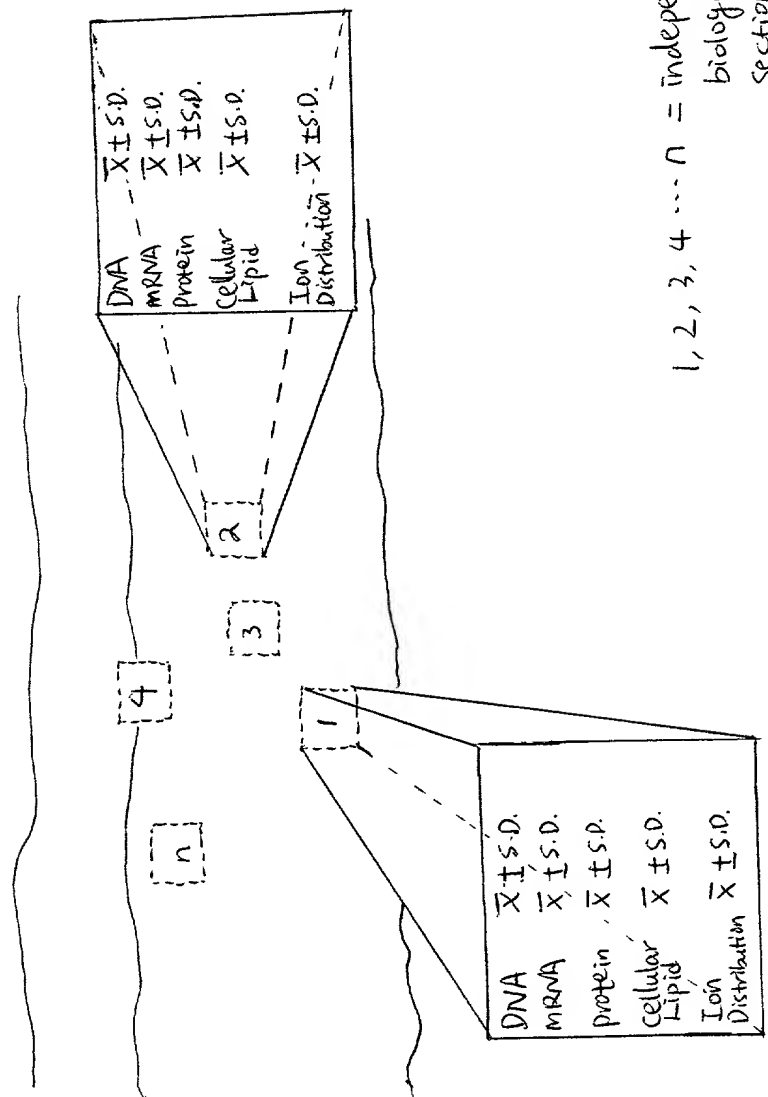 DNA X̄ ± S.D.
mRNA X̄ ± S.D.
protein X̄ ± S.D.
Cellular X̄ ± S.D.
Lipid
Ion X̄ ± S.D.
Distribution
4
2
n
3
1
DNA X̄ ± S.D.
mRNA X̄ ± S.D.
protein X̄ ± S.D.
Cellular X̄ ± S.D.
Lipid
Ion X̄ ± S.D.
Distribution
1, 2, 3, 4 ... n = indepe
biolog
section